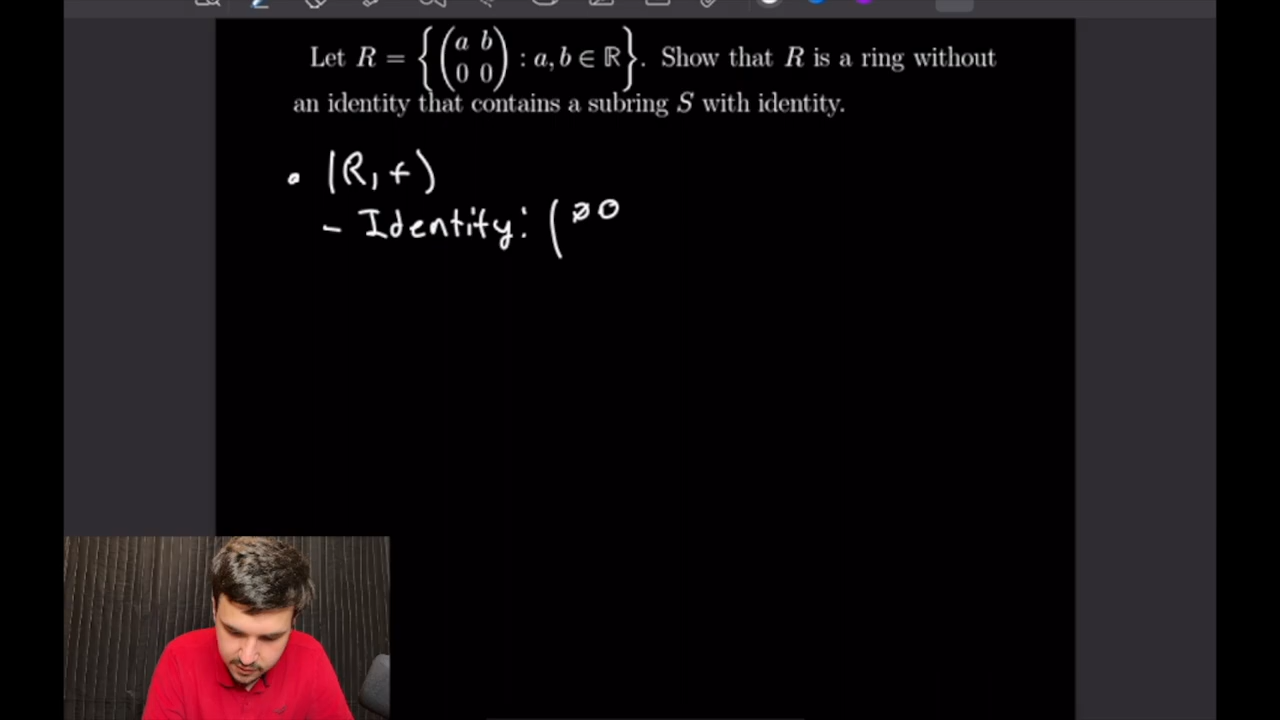 Let R = { ( a b 0 0 ) : a, b ∈ ℝ }. Show that R is a ring without
an identity that contains a subring S with identity.
• (R, +)
- Identity: ( 0 0